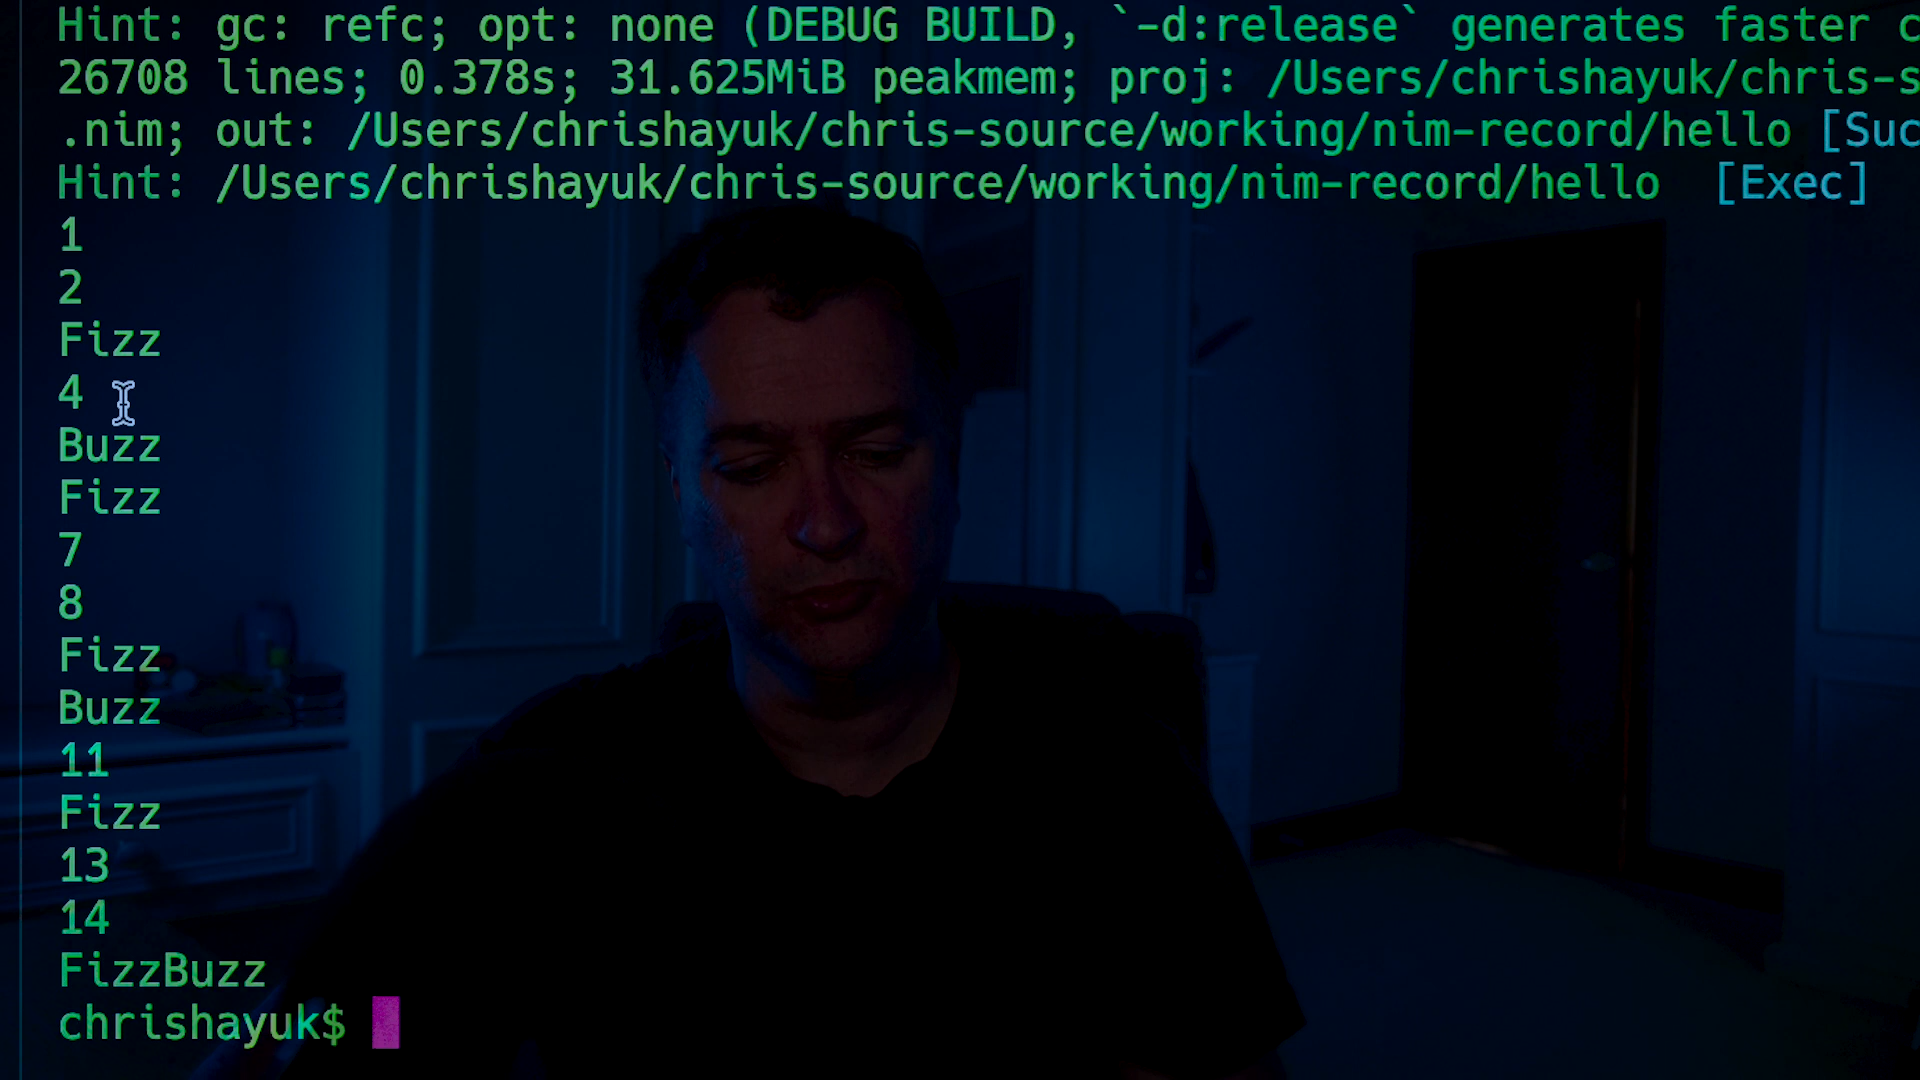 Hint: gc: refc; opt: none (DEBUG BUILD, `-d:release` generates faster c
26708 lines; 0.378s; 31.625MiB peakmem; proj: /Users/chrishayuk/chris-s
.nim; out: /Users/chrishayuk/chris-source/working/nim-record/hello [Suc
Hint: /Users/chrishayuk/chris-source/working/nim-record/hello [Exec]
1
2
Fizz
4
Buzz
Fizz
7
8
Fizz
Buzz
11
Fizz
13
14
FizzBuzz
chrishayuk$